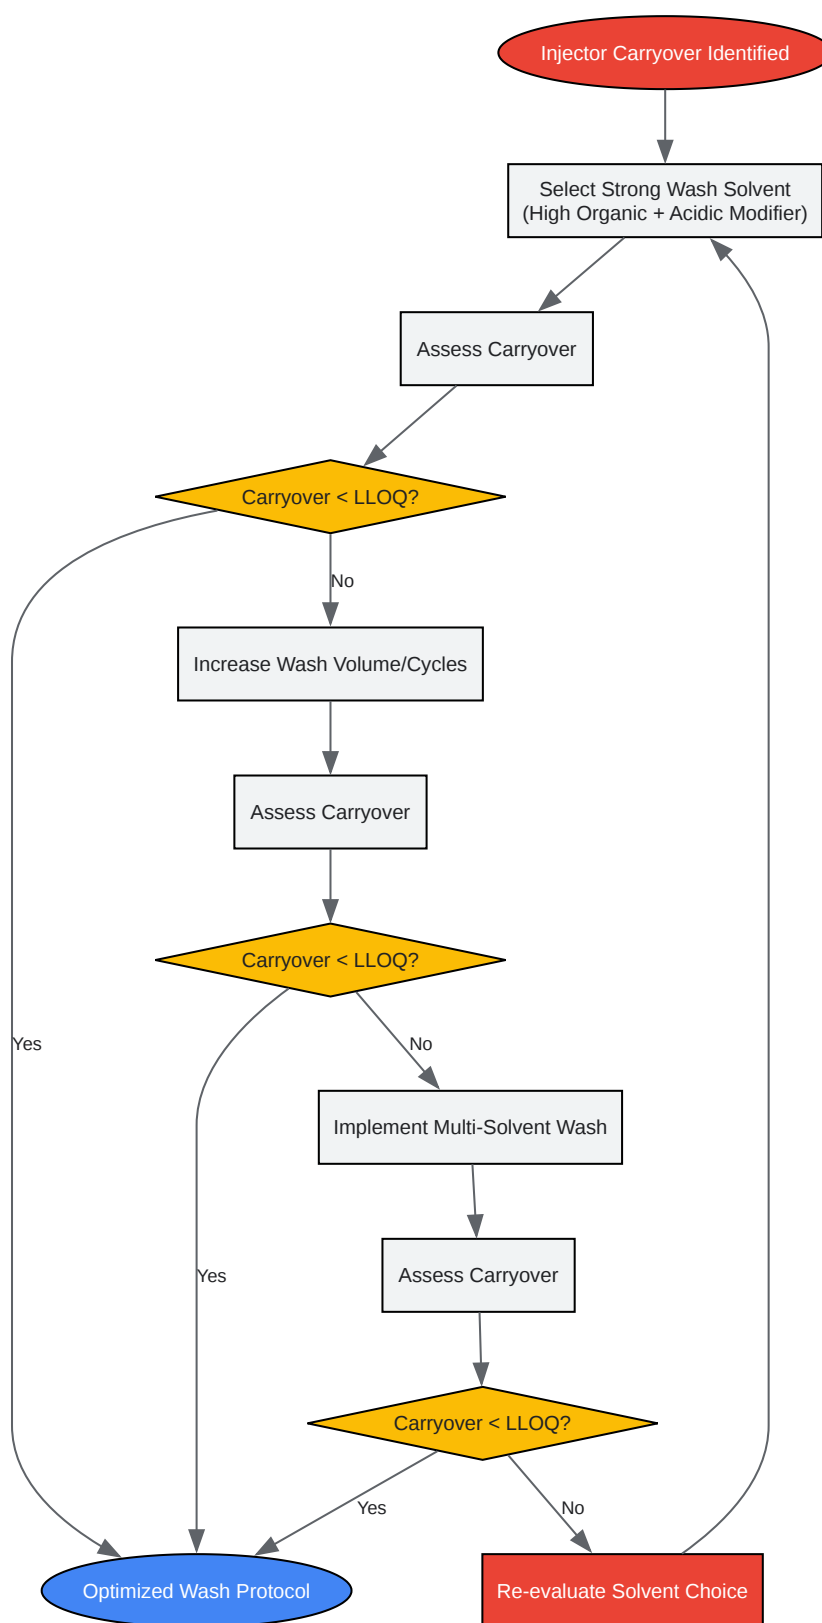 Injector Carryover Identified
Select Strong Wash Solvent
(High Organic + Acidic Modifier)
Assess Carryover
Carryover < LLOQ?
No
Increase Wash Volume/Cycles
Assess Carryover
Carryover < LLOQ?
Yes
No
Implement Multi-Solvent Wash
Yes
Assess Carryover
Carryover < LLOQ?
Yes
No
Optimized Wash Protocol
Re-evaluate Solvent Choice